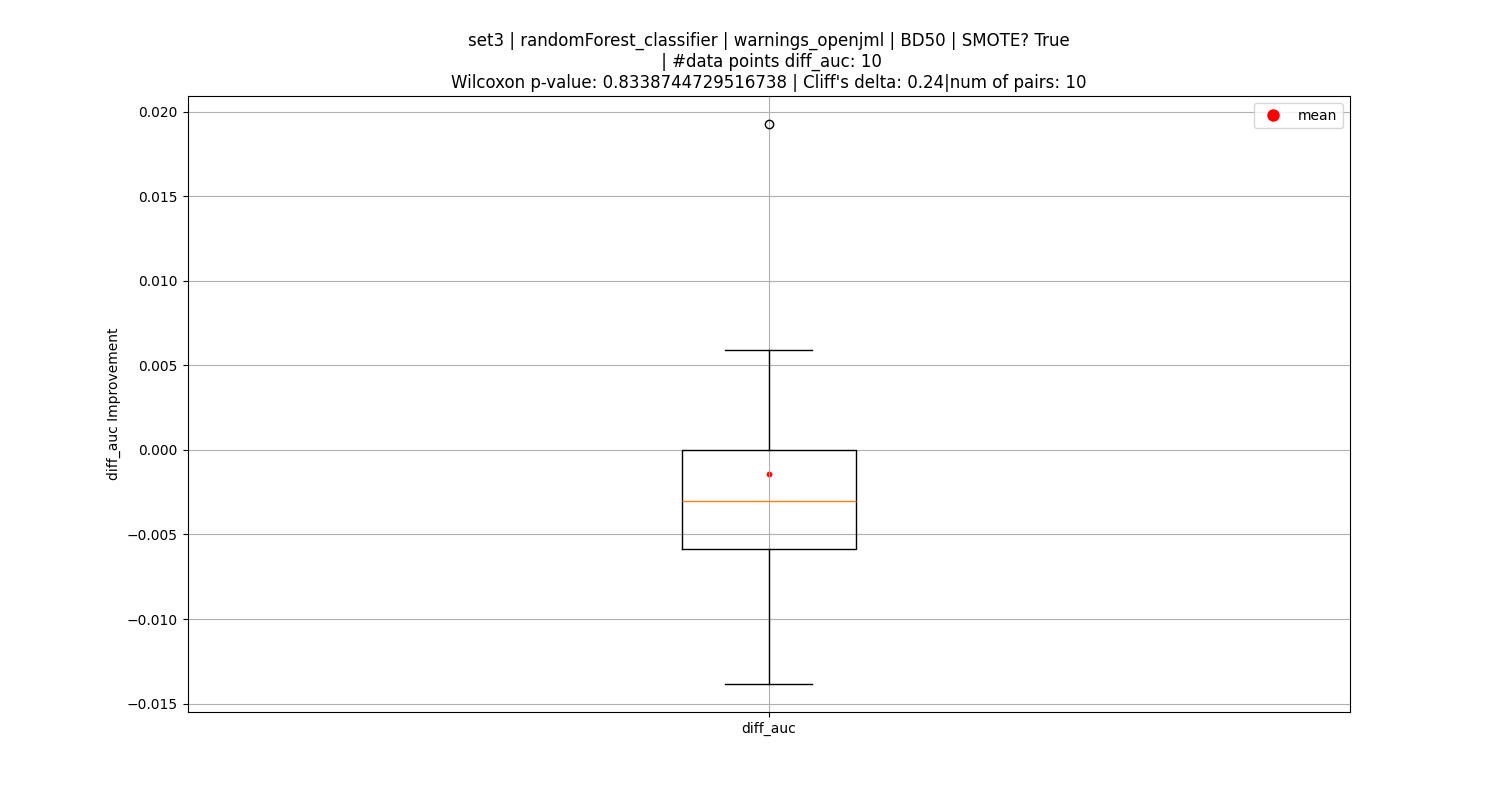 set3 | randomForest_classifier | warnings_openjml | BD50 | SMOTE? True
| #data points diff_auc: 10
Wilcoxon p-value: 0.8338744729516738 | Cliff's delta: 0.24|num of pairs: 10
mean
0.020
0.015
0.010
0.005
0.000
−0.005
−0.010
−0.015
diff_auc Improvement
diff_auc